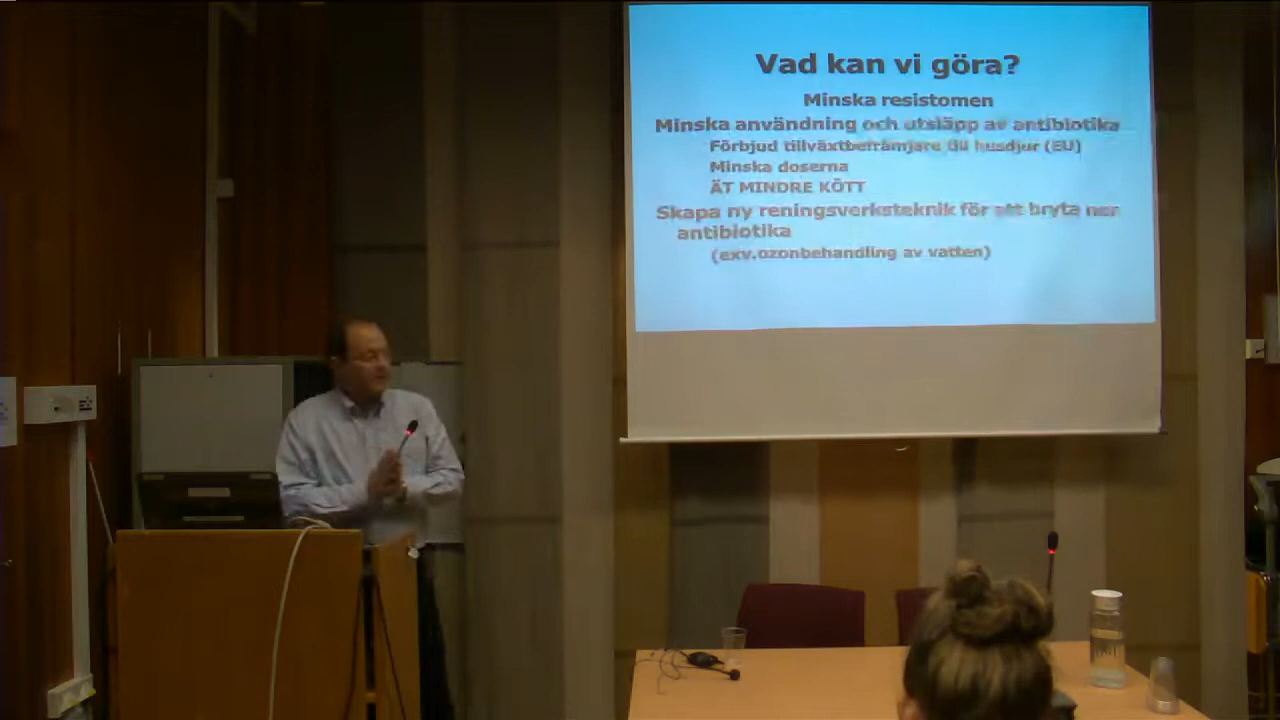 Vad kan vi göra?
Minska resistomen
Minska användning och utsläpp av antibiotika
Förbjud tillväxtbefrämjare till husdjur (EU)
Minska doserna
ÄT MINDRE KÖTT
Skapa ny reningsverksteknik för att bryta ner
antibiotika
(exv.ozonbehandling av vatten)